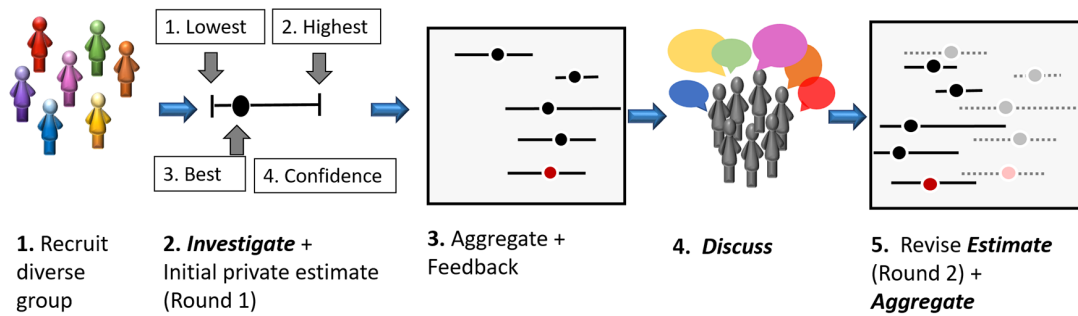 1. Lowest
2. Highest
3. Best
4. Confidence
1. Recruit
diverse
group
2. Investigate +
Initial private estimate
(Round 1)
3. Aggregate +
Feedback
4. Discuss
5. Revise Estimate
(Round 2) +
Aggregate